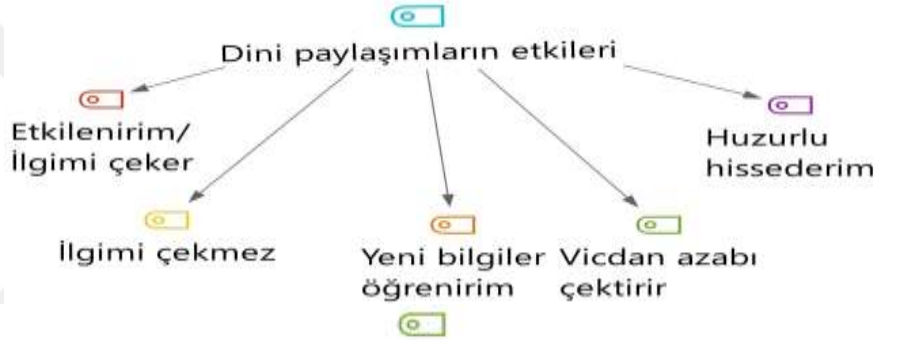 Dini paylaşımların etkileri
Etkilenirim/
İlgimi çeker
Huzurlu
hissederim
İlgimi çekmez
Yeni bilgiler
öğrenirim
Vicdan azabı
çektirir